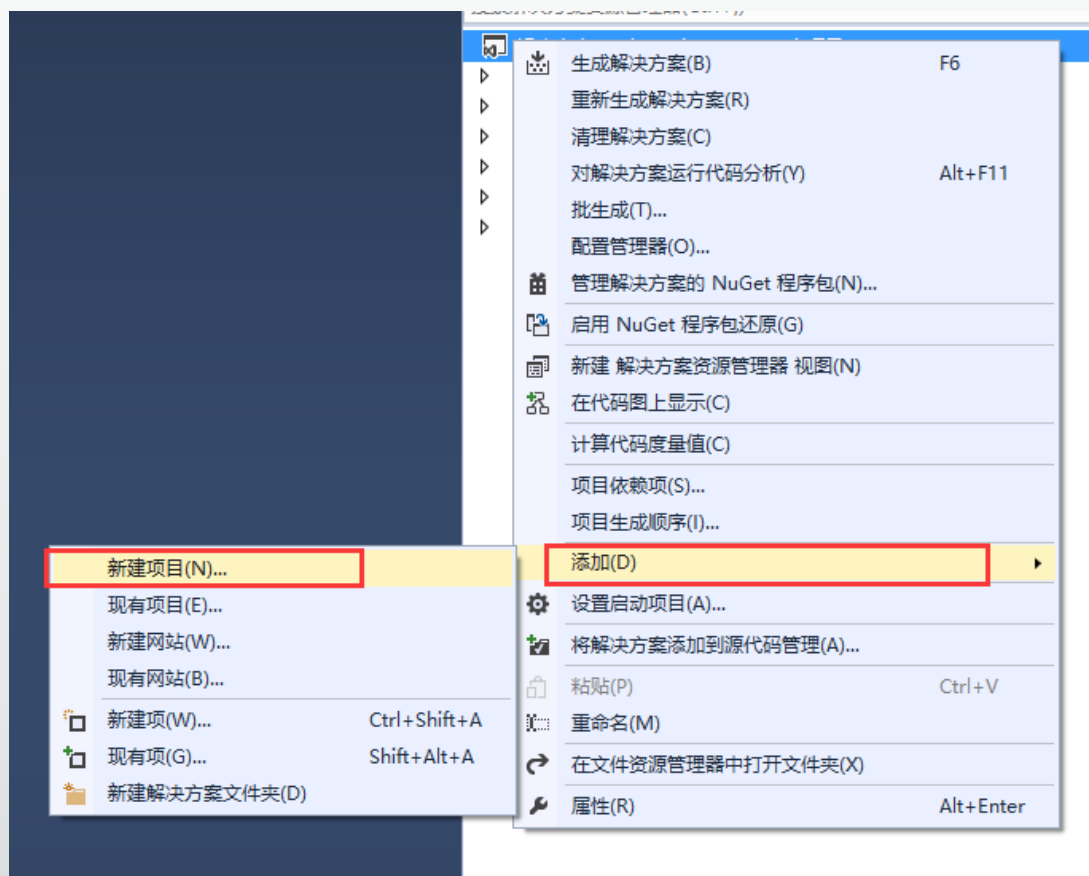 生成解决方案(B) F6
重新生成解决方案(R)
清理解决方案(C)
对解决方案运行代码分析(Y) Alt+F11
批生成(T)...
配置管理器(O)...
管理解决方案的 NuGet 程序包(N)...
启用 NuGet 程序包还原(G)
新建 解决方案资源管理器 视图(N)
在代码图上显示(C)
计算代码度量值(C)
项目依赖项(S)...
项目生成顺序(I)...
添加(D)
设置启动项目(A)...
将解决方案添加到源代码管理(A)...
粘贴(P) Ctrl+V
重命名(M)
在文件资源管理器中打开文件夹(X)
属性(R) Alt+Enter
新建项目(N)...
现有项目(E)...
新建网站(W)...
现有网站(B)...
新建项(W)... Ctrl+Shift+A
现有项(G)... Shift+Alt+A
新建解决方案文件夹(D)